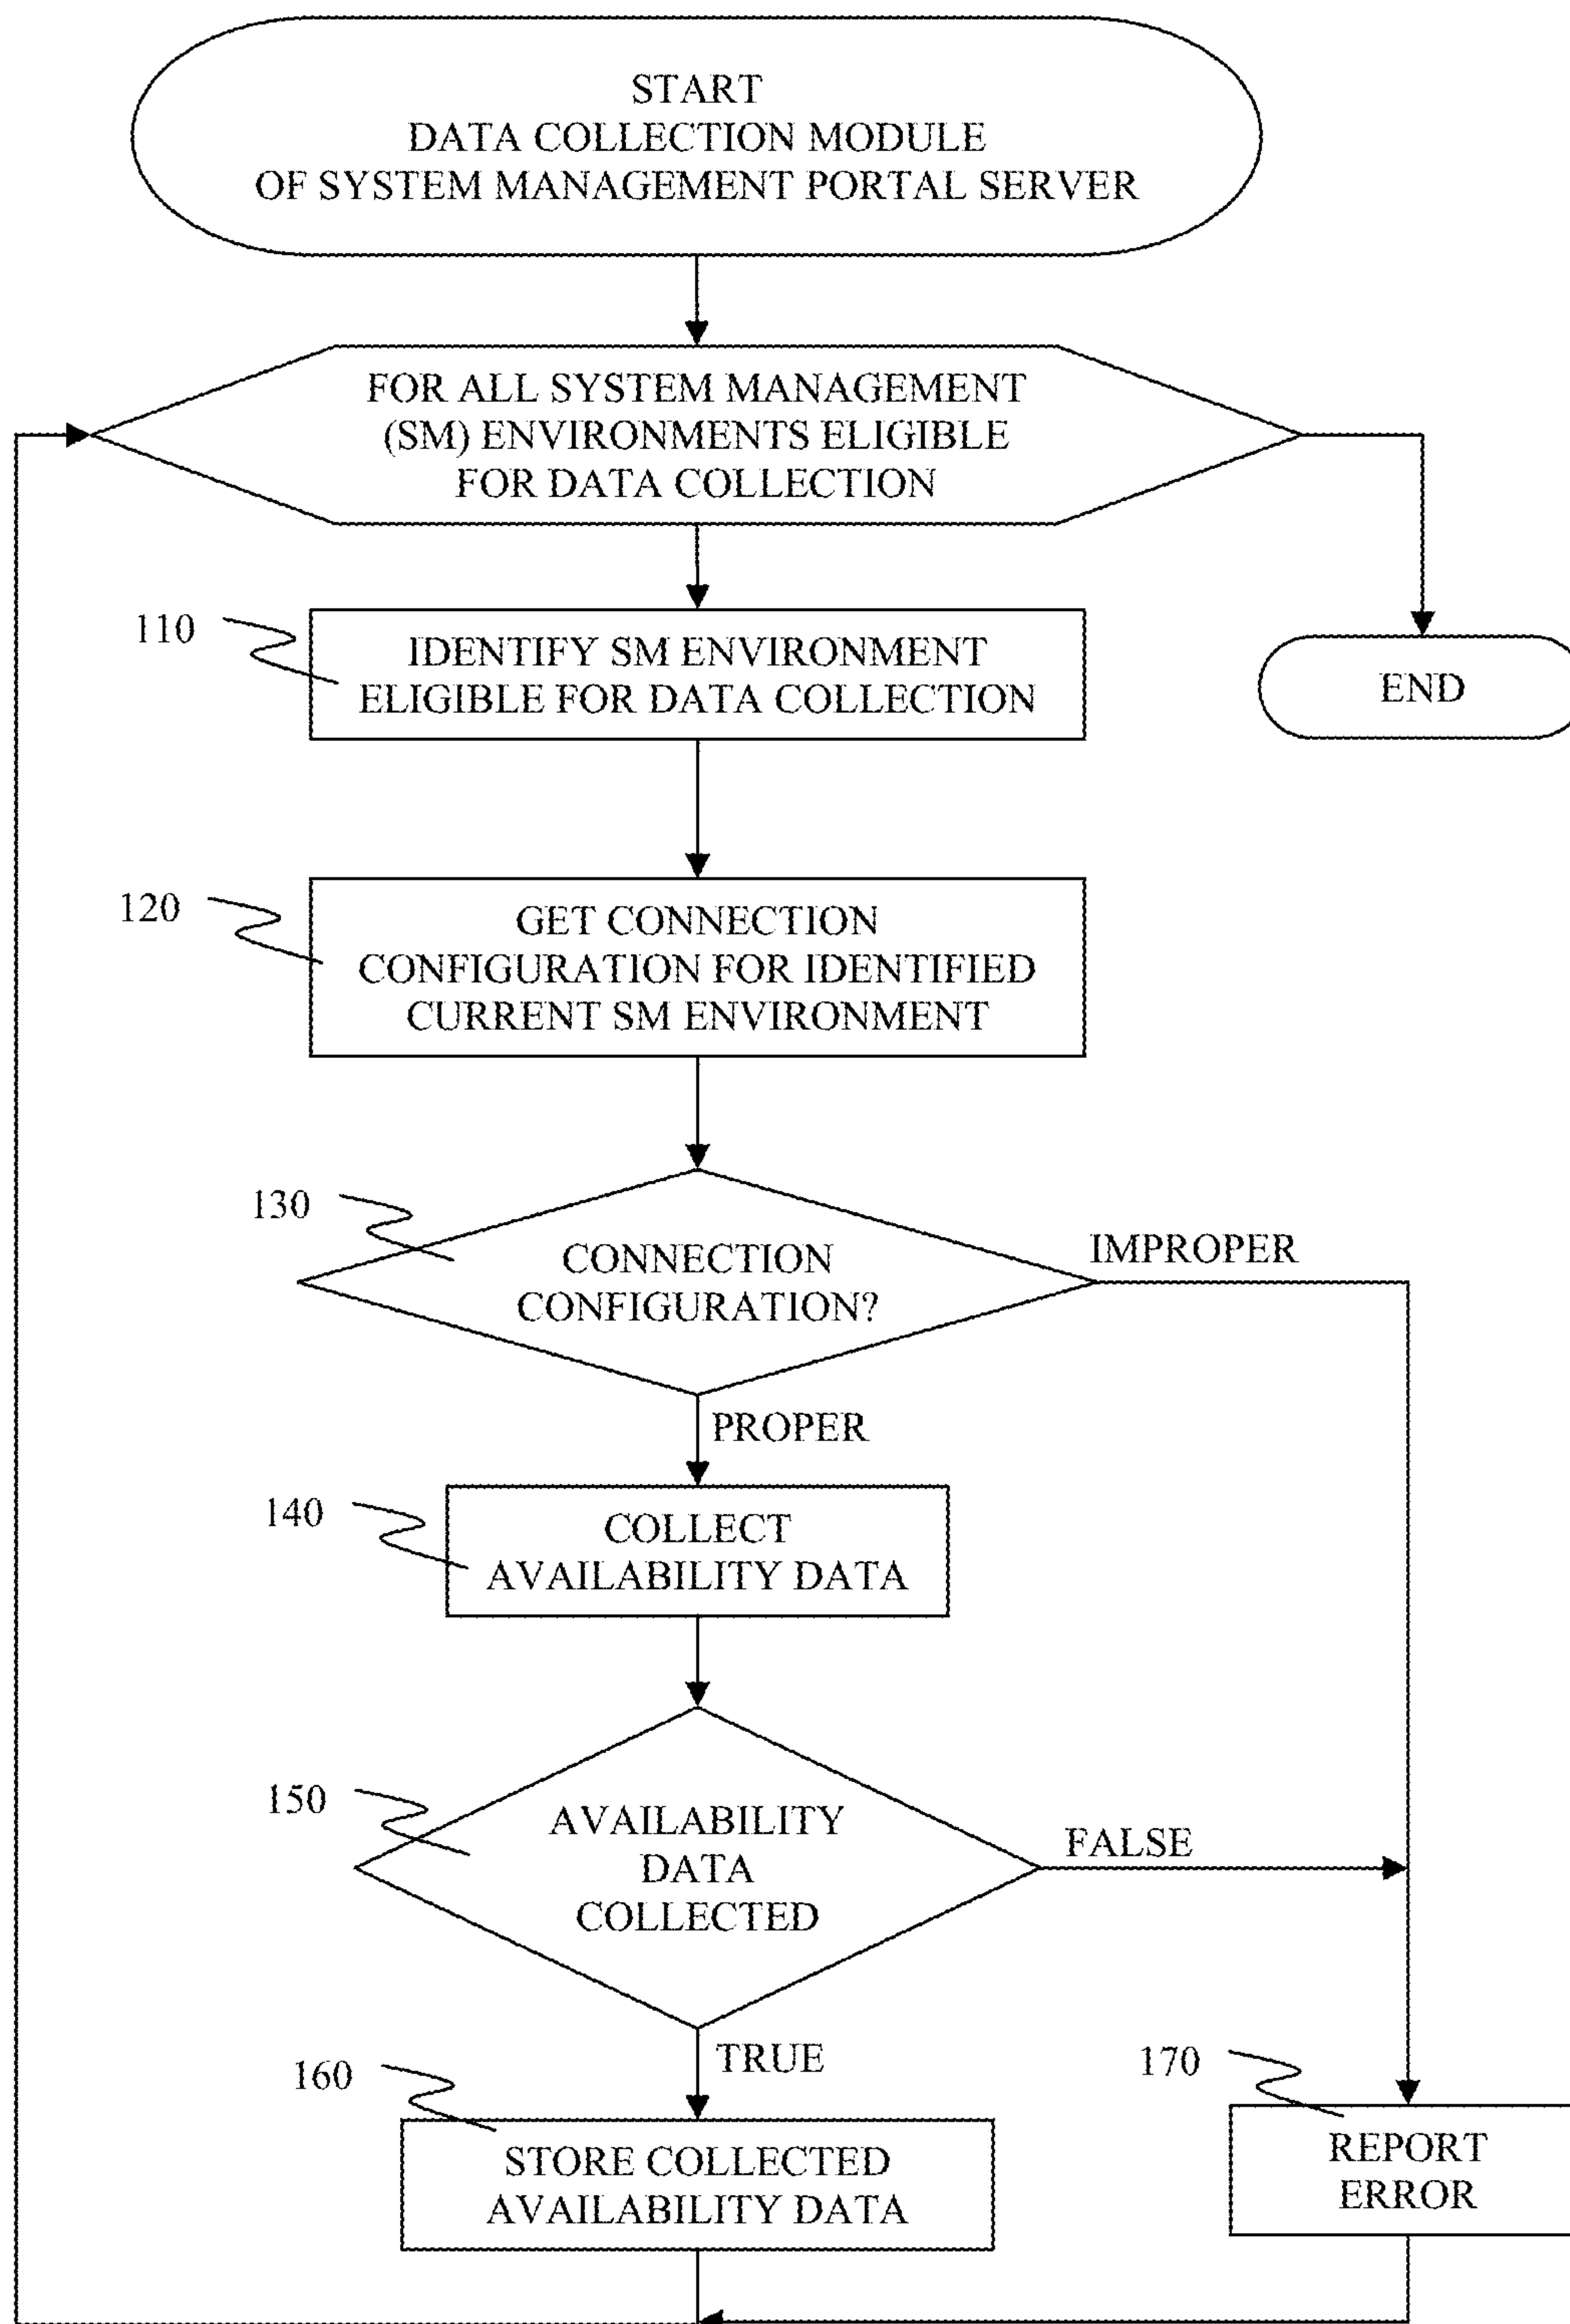 START
DATA COLLECTION MODULE
OF SYSTEM MANAGEMENT PORTAL SERVER
FOR ALL SYSTEM MANAGEMENT
(SM) ENVIRONMENTS ELIGIBLE
FOR DATA COLLECTION
110
IDENTIFY SM ENVIRONMENT
ELIGIBLE FOR DATA COLLECTION
END
120
GET CONNECTION
CONFIGURATION FOR IDENTIFIED
CURRENT SM ENVIRONMENT
130
CONNECTION
CONFIGURATION?
IMPROPER
PROPER
140
COLLECT
AVAILABILITY DATA
150
AVAILABILITY
DATA
COLLECTED
FALSE
TRUE
160
STORE COLLECTED
AVAILABILITY DATA
170
REPORT
ERROR